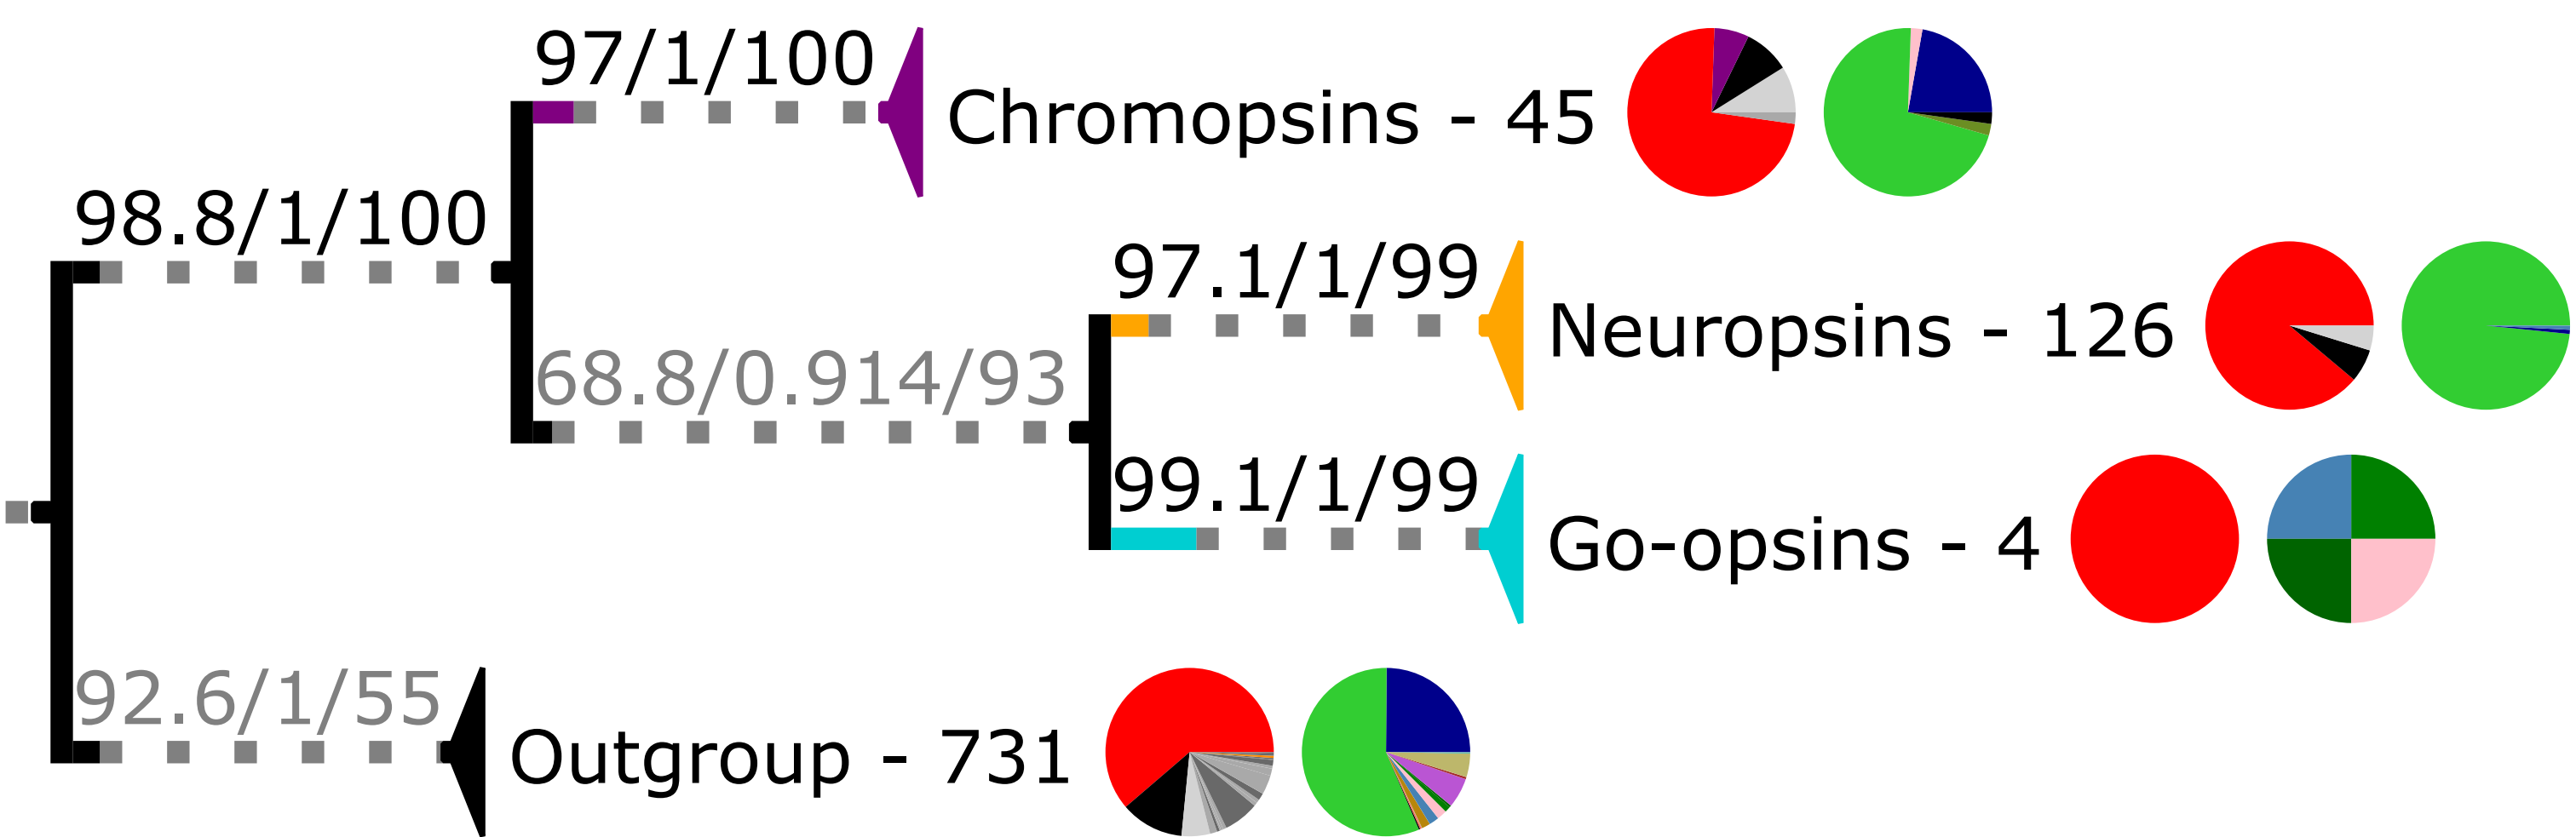 97/1/100
Chromopsins - 45
98.8/1/100
97.1/1/99
Neuropsins - 126
68.8/0.914/93
99.1/1/99
Go-opsins - 4
92.6/1/55
Outgroup - 731